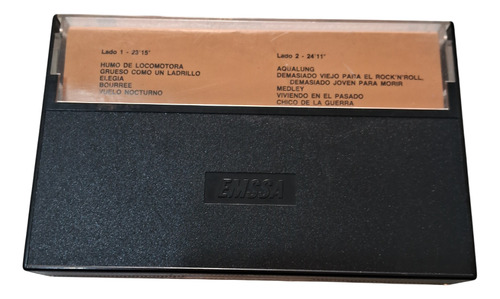 Lado 1 - 23'15"
HUMO DE LOCOMOTORA
GRUESO COMO UN LADRILLO
ELEGIA
BOURREE
VUELO NOCTURNO
Lado 2 - 24'11"
AQUALUNG
DEMASIADO VIEJO PARA EL ROCK'N'ROLL,
DEMASIADO JOVEN PARA MORIR
MEDLEY
VIVIENDO EN EL PASADO
CHICO DE LA GUERRA
EMSSA